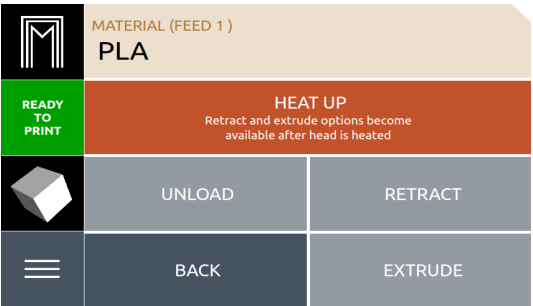 MATERIAL (FEED 1 )
PLA
READY
TO
PRINT
HEAT UP
Retract and extrude options become
available after head is heated
UNLOAD
RETRACT
BACK
EXTRUDE